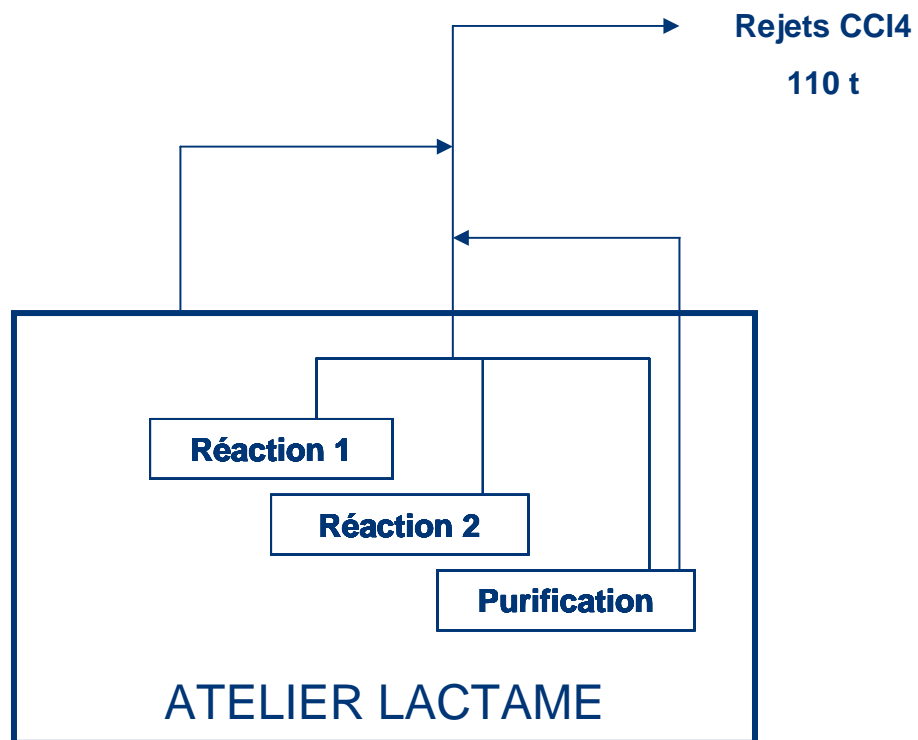 Rejets CCl4
110 t
Réaction 1
Réaction 2
Purification
ATELIER LACTAME